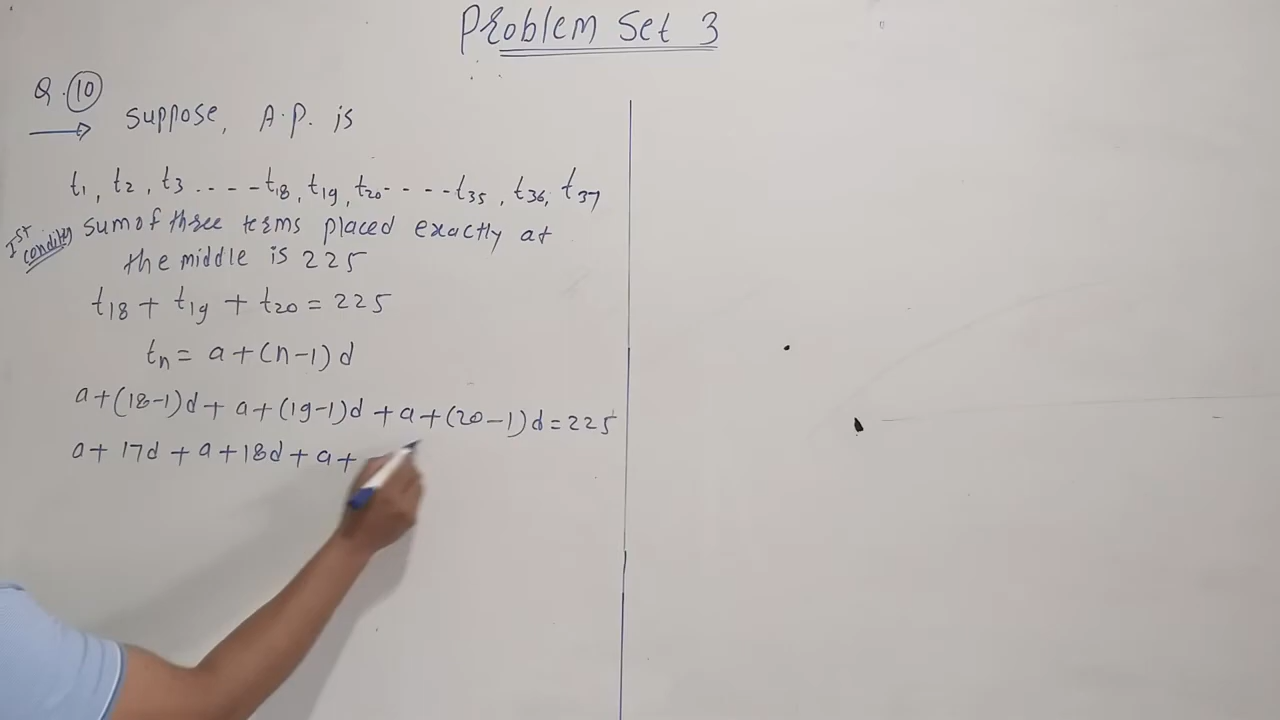 Problem Set 3
Q. 10
Suppose, A.P. is
t1, t2, t3 ---- t18, t19, t20 ---- t35, t36, t37
Ist condition
sum of three terms placed exactly at
the middle is 225
t18 + t19 + t20 = 225
tn = a + (n-1) d
a + (18-1)d + a + (19-1)d + a + (20-1)d = 225
a + 17d + a + 18d + a +